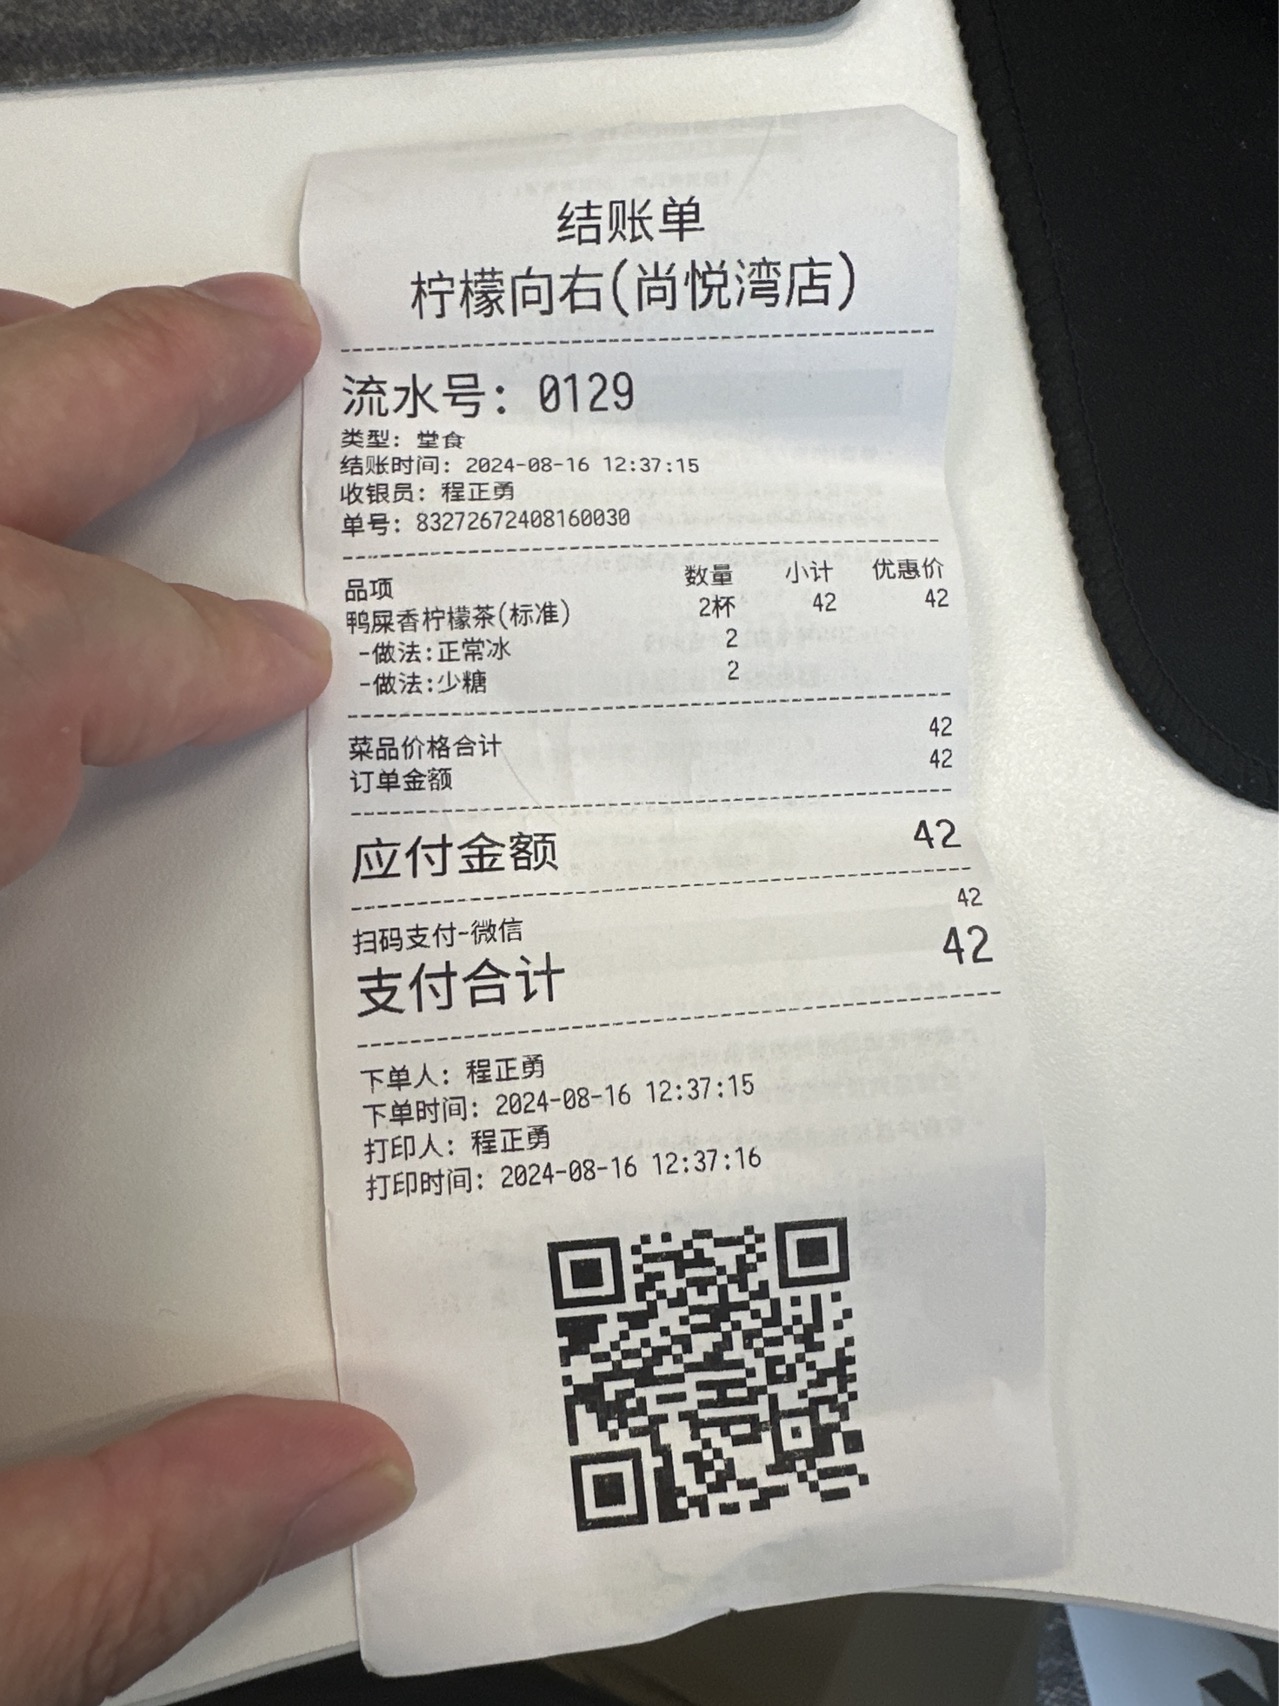 结账单
柠檬向右(尚悦湾店)
流水号: 0129
类型: 堂食
结账时间: 2024-08-16 12:37:15
收银员: 程正勇
单号: 83272672408160030
品项 数量 小计 优惠价
鸭屎香柠檬茶(标准) 2杯 42 42
-做法:正常冰 2
-做法:少糖 2
菜品价格合计 42
订单金额 42
应付金额 42
扫码支付-微信 42
支付合计 42
下单人: 程正勇
下单时间: 2024-08-16 12:37:15
打印人: 程正勇
打印时间: 2024-08-16 12:37:16